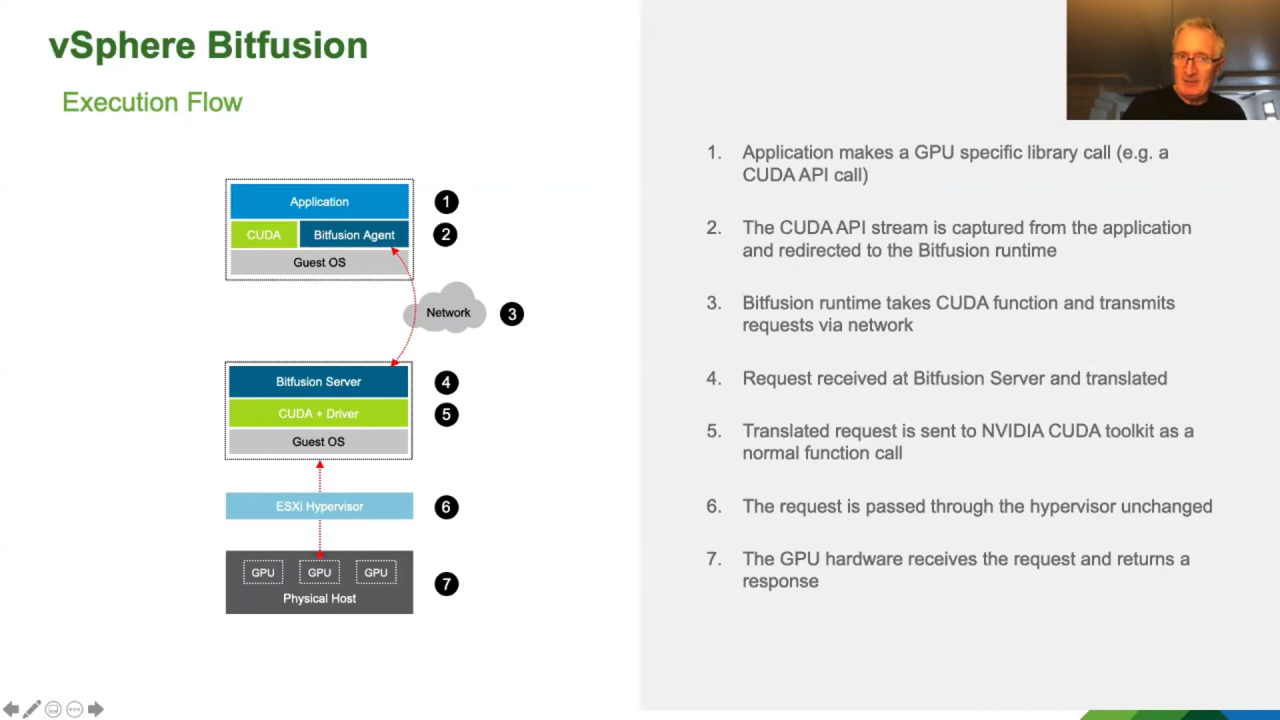 vSphere Bitfusion
Execution Flow
Application
1
CUDA
Bitfusion Agent
2
Guest OS
Network
3
Bitfusion Server
4
CUDA + Driver
5
Guest OS
ESXi Hypervisor
6
GPU
GPU
GPU
Physical Host
7
1. Application makes a GPU specific library call (e.g. a
CUDA API call)
2. The CUDA API stream is captured from the application
and redirected to the Bitfusion runtime
3. Bitfusion runtime takes CUDA function and transmits
requests via network
4. Request received at Bitfusion Server and translated
5. Translated request is sent to NVIDIA CUDA toolkit as a
normal function call
6. The request is passed through the hypervisor unchanged
7. The GPU hardware receives the request and returns a
response